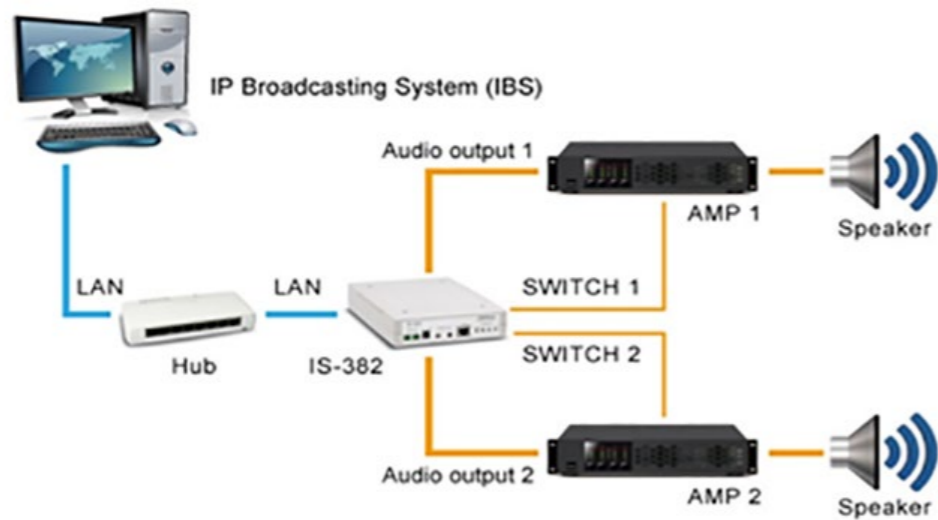 IP Broadcasting System (IBS)
Audio output 1
AMP 1
Speaker
LAN
LAN
SWITCH 1
Hub
IS-382
SWITCH 2
Audio output 2
AMP 2
Speaker